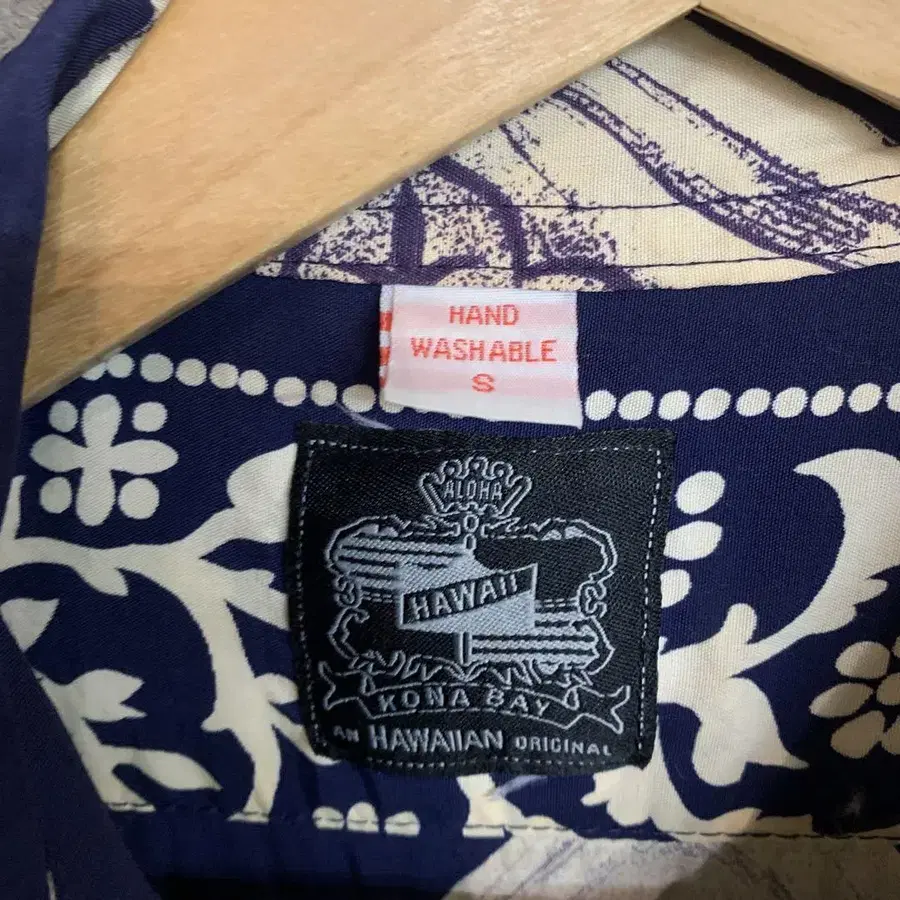 HAND
WASHABLE
S
ALOHA
HAWAII
KONA BAY
AN HAWAIIAN ORIGINAL